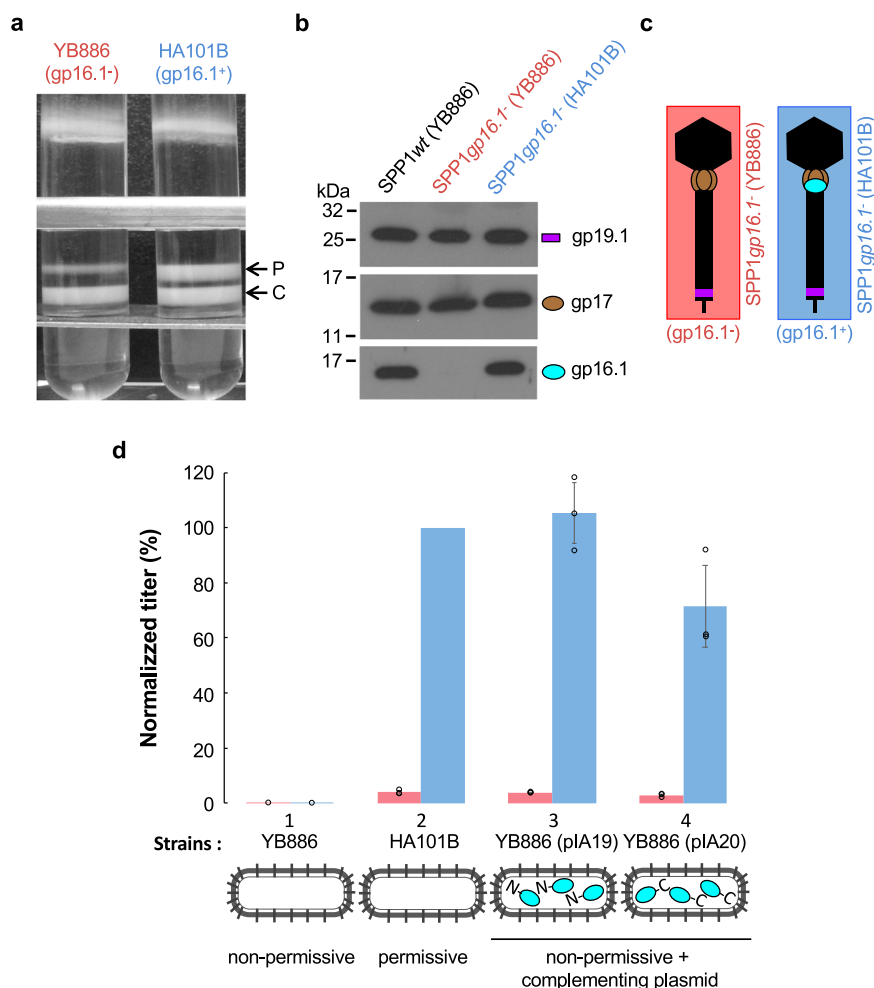 a
YB886
(gp16.1-)
HA101B
(gp16.1+)
P
C
b
SPP1wt (YB886)
SPP1gp16.1- (YB886)
SPP1gp16.1- (HA101B)
kDa
32
25
17
11
17
gp19.1
gp17
gp16.1
c
SPP1gp16.1- (YB886)
SPP1gp16.1- (HA101B)
(gp16.1-)
(gp16.1+)
d
Normalizzed titer (%)
120
100
80
60
40
20
0
1 2 3 4
Strains : YB886 HA101B YB886 (pIA19) YB886 (pIA20)
N N N C C C
non-permissive permissive non-permissive +
complementing plasmid